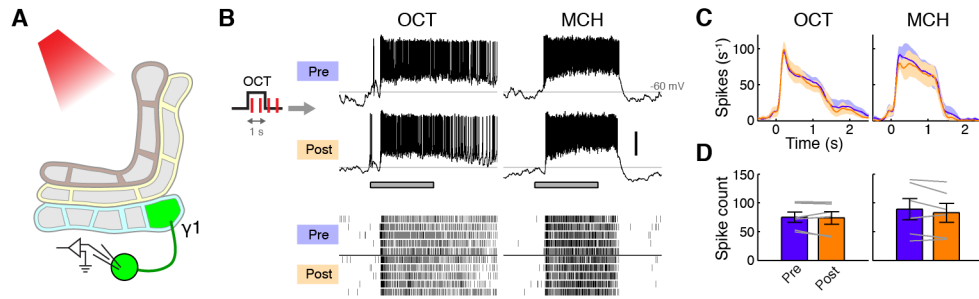 A
γ1
B
OCT
MCH
OCT
1 s
Pre
-60 mV
Post
Pre
Post
C
OCT
MCH
Spikes (s⁻¹)
100
50
0
0
1
2
0
1
2
Time (s)
D
Spike count
150
100
50
0
Pre
Post